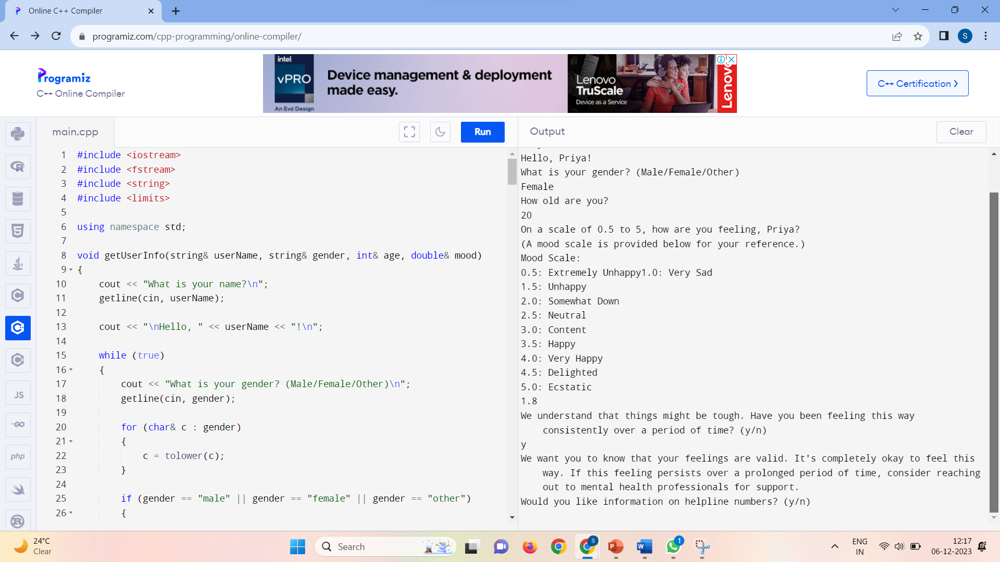 Online C++ Compiler
programiz.com/cpp-programming/online-compiler/
S
Programiz
C++ Online Compiler
intel
vPRO
An Evo Design
Device management & deployment
made easy.
Lenovo
TruScale
Device as a Service
Lenovo
C++ Certification
main.cpp
Run
Output
Clear
1 #include <iostream>
2 #include <fstream>
3 #include <string>
4 #include <limits>
5
6 using namespace std;
7
8 void getUserInfo(string& userName, string& gender, int& age, double& mood)
9 {
10 cout << "What is your name?\n";
11 getline(cin, userName);
12
13 cout << "\nHello, " << userName << "!\n";
14
15 while (true)
16 {
17 cout << "What is your gender? (Male/Female/Other)\n";
18 getline(cin, gender);
19
20 for (char& c : gender)
21 {
22 c = tolower(c);
23 }
24
25 if (gender == "male" || gender == "female" || gender == "other")
26 {
Hello, Priya!
What is your gender? (Male/Female/Other)
Female
How old are you?
20
On a scale of 0.5 to 5, how are you feeling, Priya?
(A mood scale is provided below for your reference.)
Mood Scale:
0.5: Extremely Unhappy1.0: Very Sad
1.5: Unhappy
2.0: Somewhat Down
2.5: Neutral
3.0: Content
3.5: Happy
4.0: Very Happy
4.5: Delighted
5.0: Ecstatic
1.8
We understand that things might be tough. Have you been feeling this way
consistently over a period of time? (y/n)
y
We want you to know that your feelings are valid. It's completely okay to feel this
way. If this feeling persists over a prolonged period of time, consider reaching
out to mental health professionals for support.
Would you like information on helpline numbers? (y/n)
JS
GO
php
24°C
Clear
Search
S
P
W
1
ENG
IN
12:17
06-12-2023